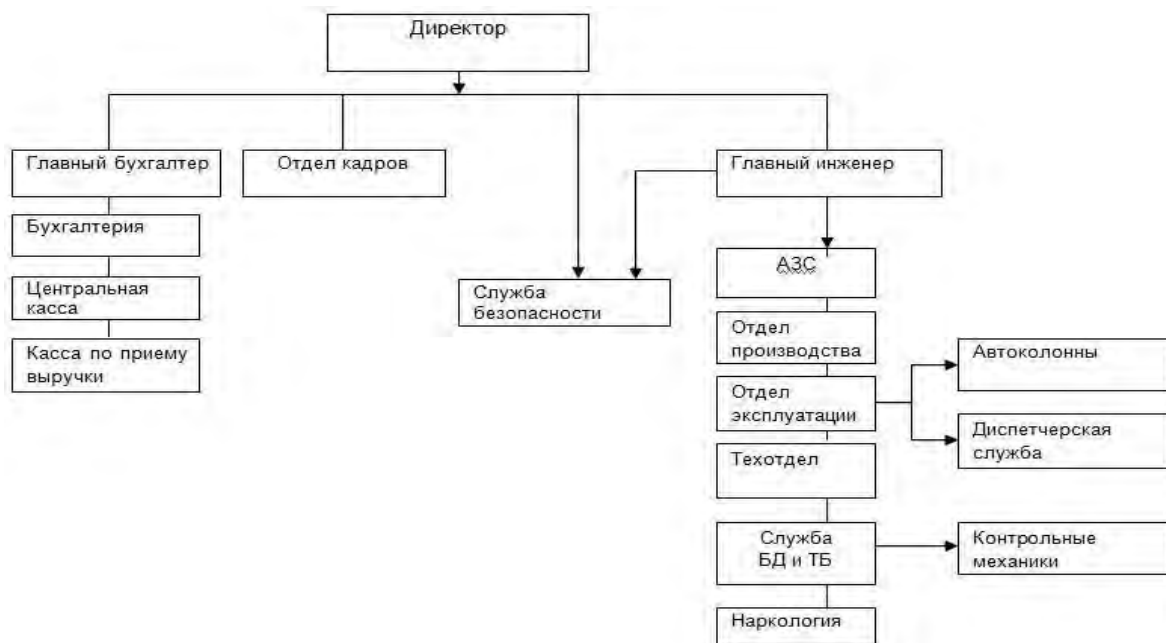 Директор
Главный бухгалтер
Отдел кадров
Главный инженер
Бухгалтерия
Центральная
касса
Касса по приему
выручки
Служба
безопасности
АЗС
Отдел
производства
Отдел
эксплуатации
Техотдел
Служба
БД и ТБ
Наркология
Автоколонны
Диспетчерская
служба
Контрольные
механики